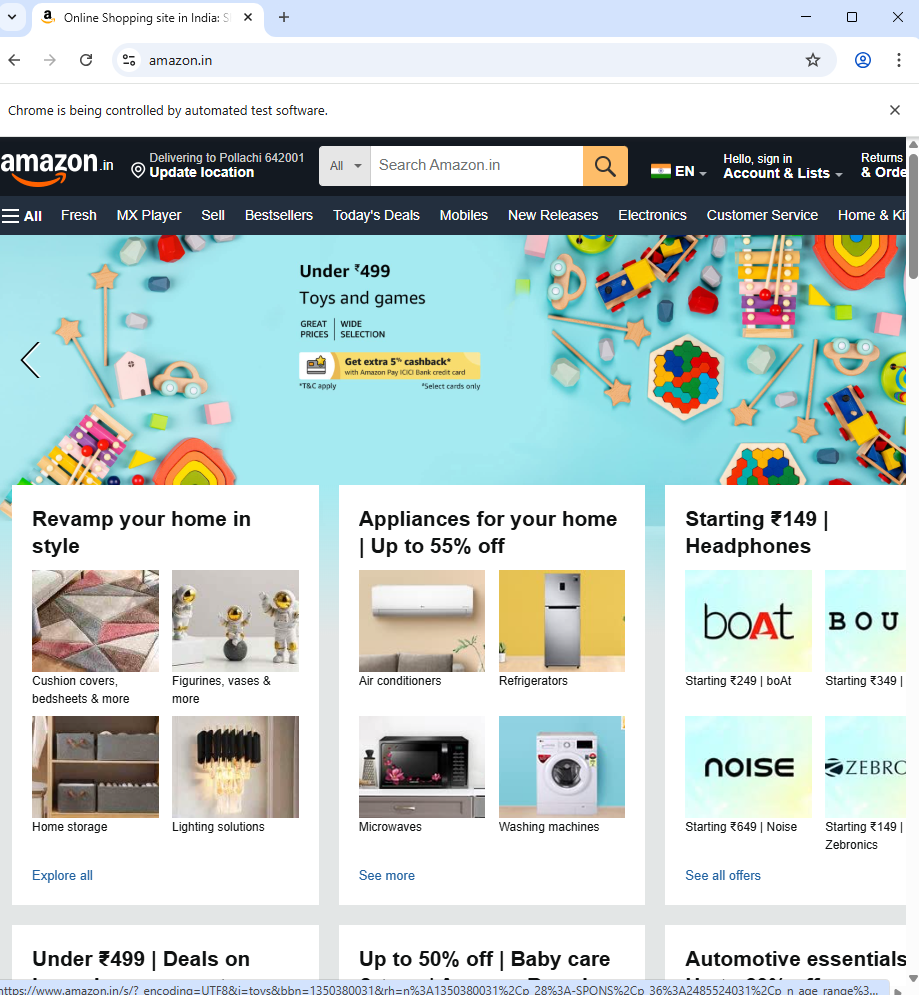 Online Shopping site in India: S
amazon.in
Chrome is being controlled by automated test software.
amazon.in
Delivering to Pollachi 642001
Update location
All
Search Amazon.in
EN
Hello, sign in
Account & Lists
Returns
& Orde
All Fresh MX Player Sell Bestsellers Today's Deals Mobiles New Releases Electronics Customer Service Home & Ki
Under ₹499
Toys and games
GREAT PRICES | WIDE SELECTION
Get extra 5% cashback*
with Amazon Pay ICICI Bank credit card
*T&C apply
*Select cards only
Revamp your home in
style
Cushion covers,
bedsheets & more
Figurines, vases &
more
Home storage
Lighting solutions
Explore all
Appliances for your home
| Up to 55% off
Air conditioners
Refrigerators
Microwaves
Washing machines
See more
Starting ₹149 |
Headphones
boAt
BOU
Starting ₹249 | boAt
Starting ₹349 |
noise
ZEBRO
Starting ₹649 | Noise
Starting ₹149 |
Zebronics
See all offers
Under ₹499 | Deals on
Up to 50% off | Baby care
Automotive essentials
https://www.amazon.in/s/?_encoding=UTF8&i=toys&bbn=1350380031&rh=n%3A1350380031%2Cp_28%3A-SPONS%2Cp_36%3A2485524031%2Cp_n_age_range%3...